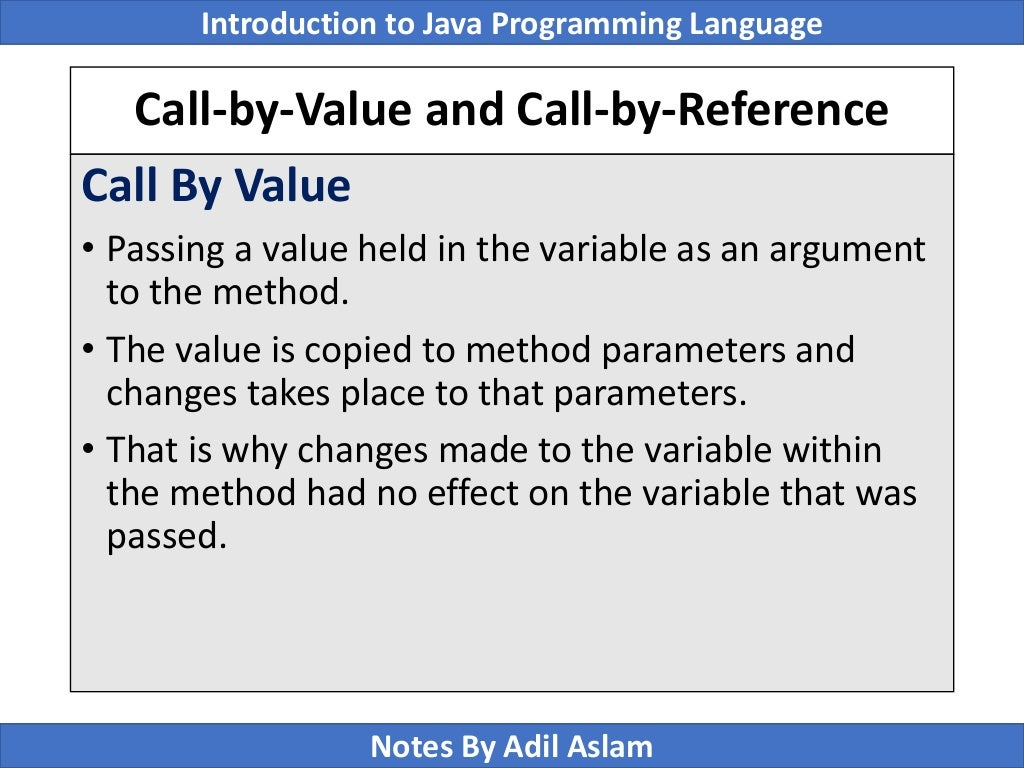 Introduction to Java Programming Language
Call-by-Value and Call-by-Reference
Call By Value
• Passing a value held in the variable as an argument
to the method.
• The value is copied to method parameters and
changes takes place to that parameters.
• That is why changes made to the variable within
the method had no effect on the variable that was
passed.
Notes By Adil Aslam